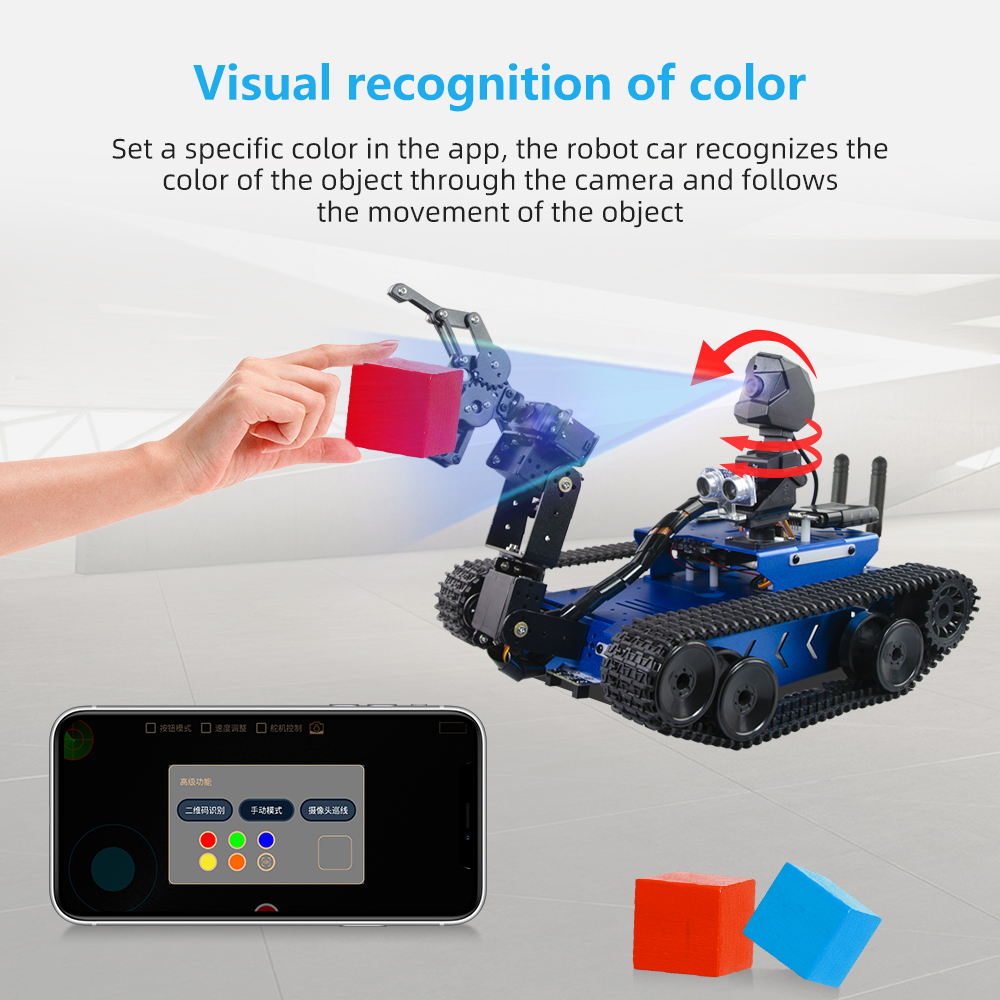 Visual recognition of color
Set a specific color in the app, the robot car recognizes the
color of the object through the camera and follows
the movement of the object
按钮模式 速度调整 舵机控制
高级功能
二维码识别 手动模式 摄像头巡线